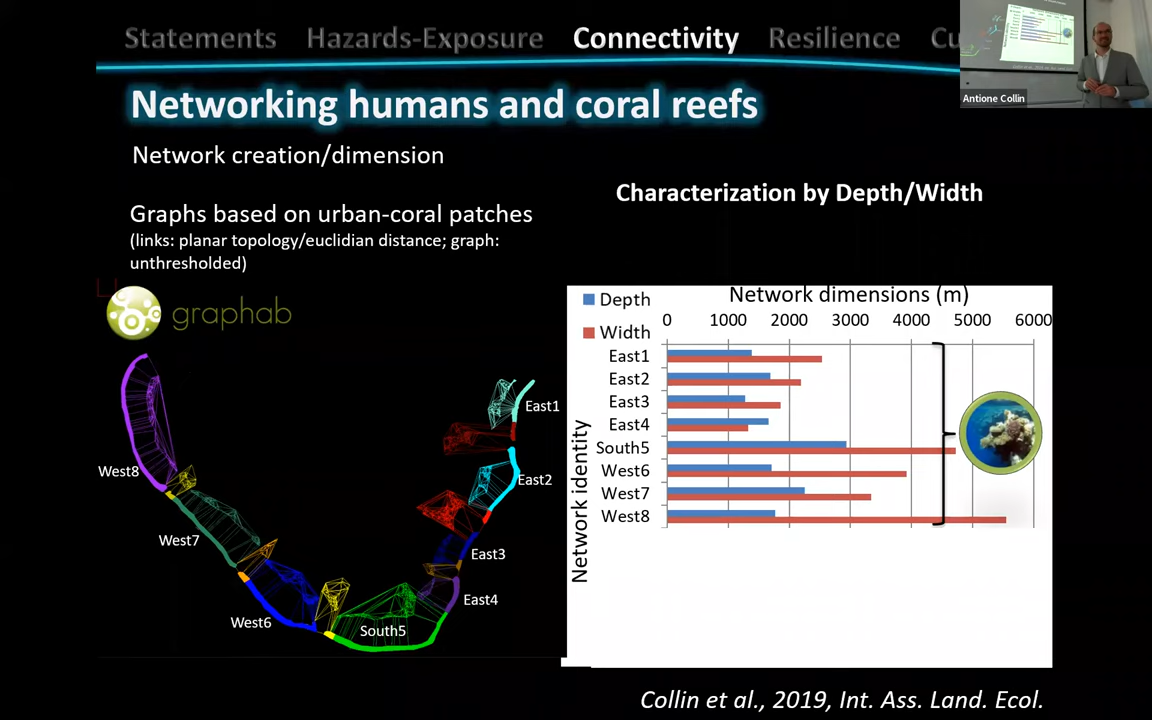 Statements Hazards-Exposure Connectivity Resilience Cu
Antione Collin
Networking humans and coral reefs
Network creation/dimension
Graphs based on urban-coral patches
(links: planar topology/euclidian distance; graph:
unthresholded)
graphab
West8
West7
West6
South5
East4
East3
East2
East1
Characterization by Depth/Width
Depth
Width
Network dimensions (m)
0 1000 2000 3000 4000 5000 6000
Network identity
East1
East2
East3
East4
South5
West6
West7
West8
Collin et al., 2019, Int. Ass. Land. Ecol.